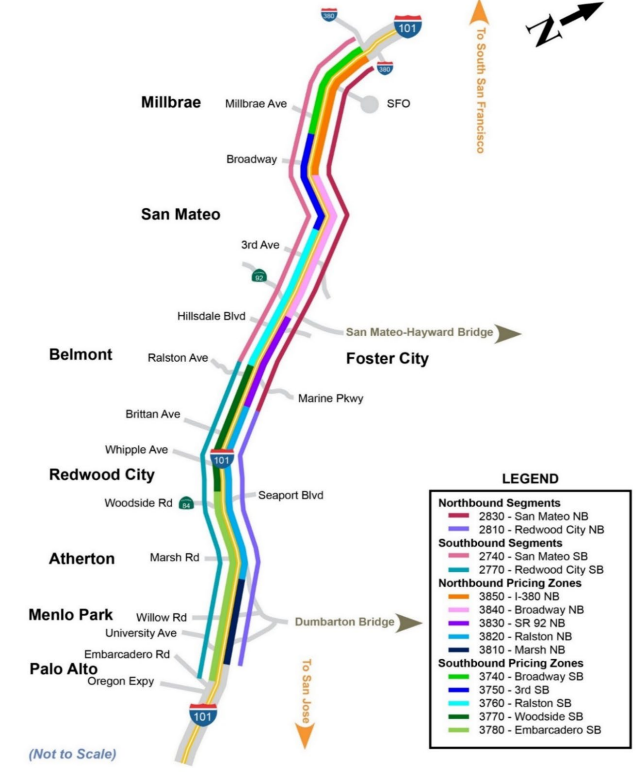 380
101
N
To South San Francisco
380
Millbrae
Millbrae Ave
SFO
Broadway
San Mateo
3rd Ave
92
Hillsdale Blvd
San Mateo-Hayward Bridge
Belmont
Ralston Ave
Foster City
Marine Pkwy
Brittan Ave
Whipple Ave
101
Redwood City
Woodside Rd
84
Seaport Blvd
Atherton
Marsh Rd
Menlo Park
Willow Rd
Dumbarton Bridge
University Ave
Embarcadero Rd
Palo Alto
Oregon Expy
To San Jose
101
(Not to Scale)
LEGEND
Northbound Segments
2830 - San Mateo NB
2810 - Redwood City NB
Southbound Segments
2740 - San Mateo SB
2770 - Redwood City SB
Northbound Pricing Zones
3850 - I-380 NB
3840 - Broadway NB
3830 - SR 92 NB
3820 - Ralston NB
3810 - Marsh NB
Southbound Pricing Zones
3740 - Broadway SB
3750 - 3rd SB
3760 - Ralston SB
3770 - Woodside SB
3780 - Embarcadero SB